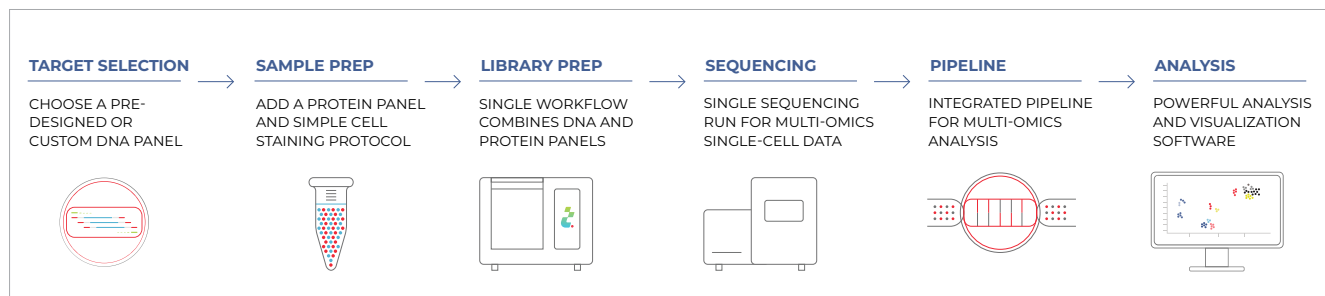 TARGET SELECTION
CHOOSE A PRE-
DESIGNED OR
CUSTOM DNA PANEL
SAMPLE PREP
ADD A PROTEIN PANEL
AND SIMPLE CELL
STAINING PROTOCOL
LIBRARY PREP
SINGLE WORKFLOW
COMBINES DNA AND
PROTEIN PANELS
SEQUENCING
SINGLE SEQUENCING
RUN FOR MULTI-OMICS
SINGLE-CELL DATA
PIPELINE
INTEGRATED PIPELINE
FOR MULTI-OMICS
ANALYSIS
ANALYSIS
POWERFUL ANALYSIS
AND VISUALIZATION
SOFTWARE